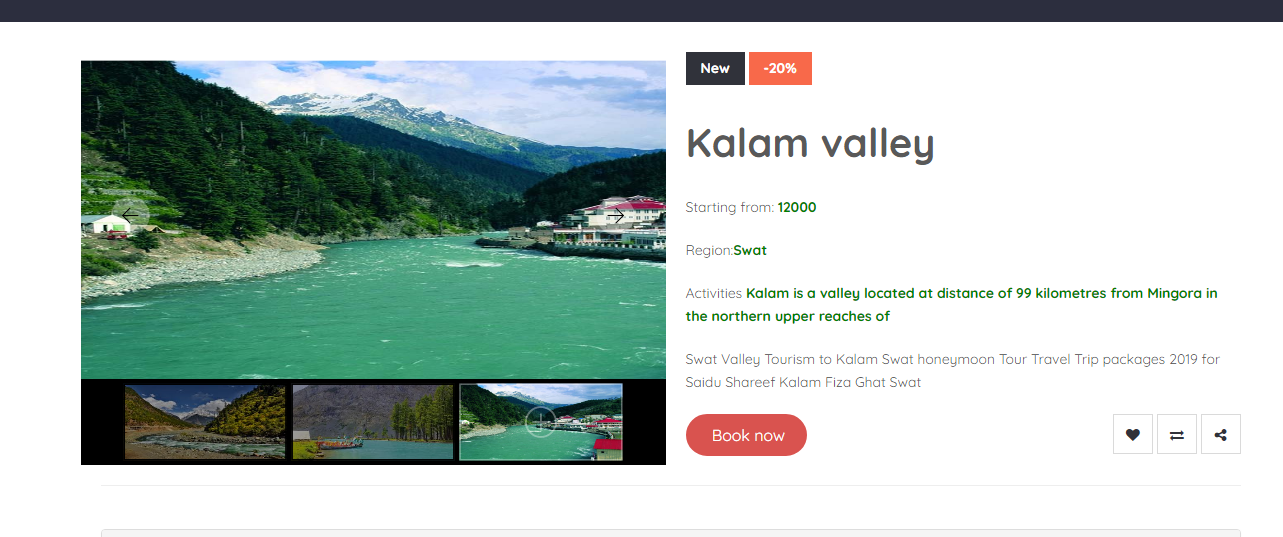 New
-20%
Kalam valley
Starting from: 12000
Region:Swat
Activities Kalam is a valley located at distance of 99 kilometres from Mingora in
the northern upper reaches of
Swat Valley Tourism to Kalam Swat honeymoon Tour Travel Trip packages 2019 for
Saidu Shareef Kalam Fiza Ghat Swat
Book now